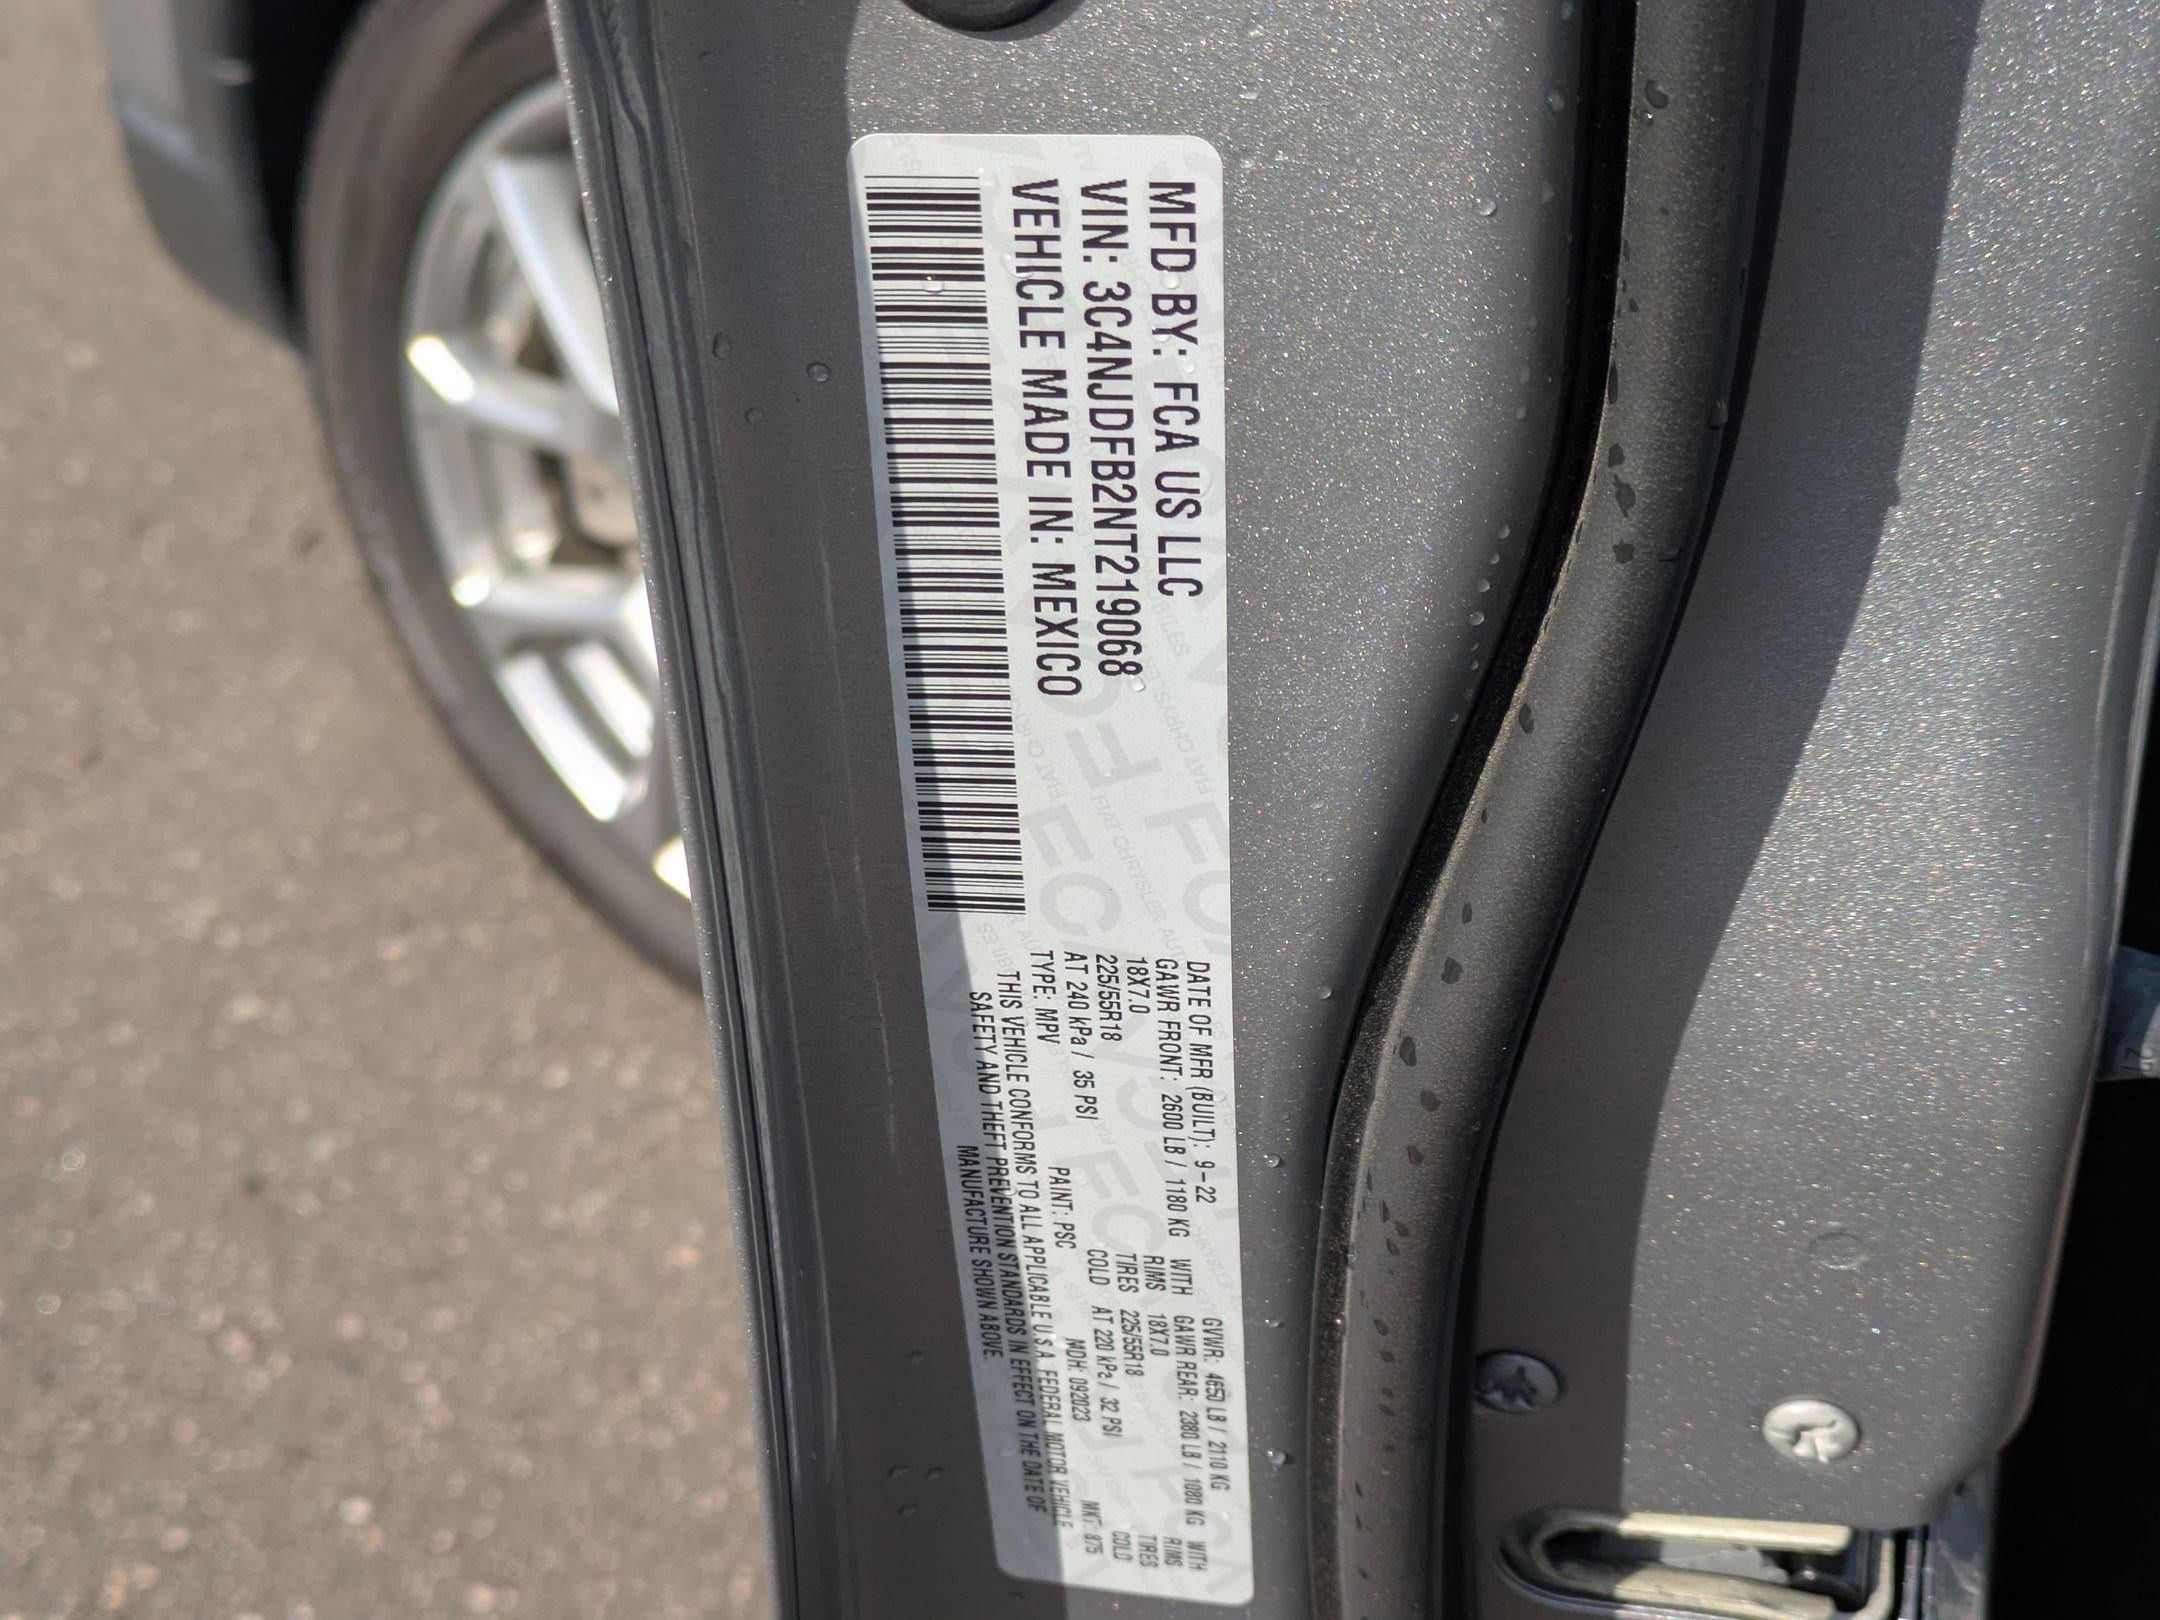 MFD BY: FCA US LLC
VIN: 3C4NJDFB2NT219068
VEHICLE MADE IN: MEXICO
DATE OF MFR (BUILT): 9-22 GVWR: 4650 LB / 2110 KG
GAWR FRONT: 2600 LB / 1180 KG WITH GAWR REAR: 2380 LB / 1080 KG WITH
18X7.0 RIMS 18X7.0 RIMS
225/55R18 TIRES 225/55R18 TIRES
AT 240 kPa / 35 PSI COLD AT 220 kPa / 32 PSI COLD
TYPE: MPV PAINT: PSC MDH: 092023 MKT: 875
THIS VEHICLE CONFORMS TO ALL APPLICABLE U.S.A. FEDERAL MOTOR VEHICLE
SAFETY AND THEFT PREVENTION STANDARDS IN EFFECT ON THE DATE OF
MANUFACTURE SHOWN ABOVE.